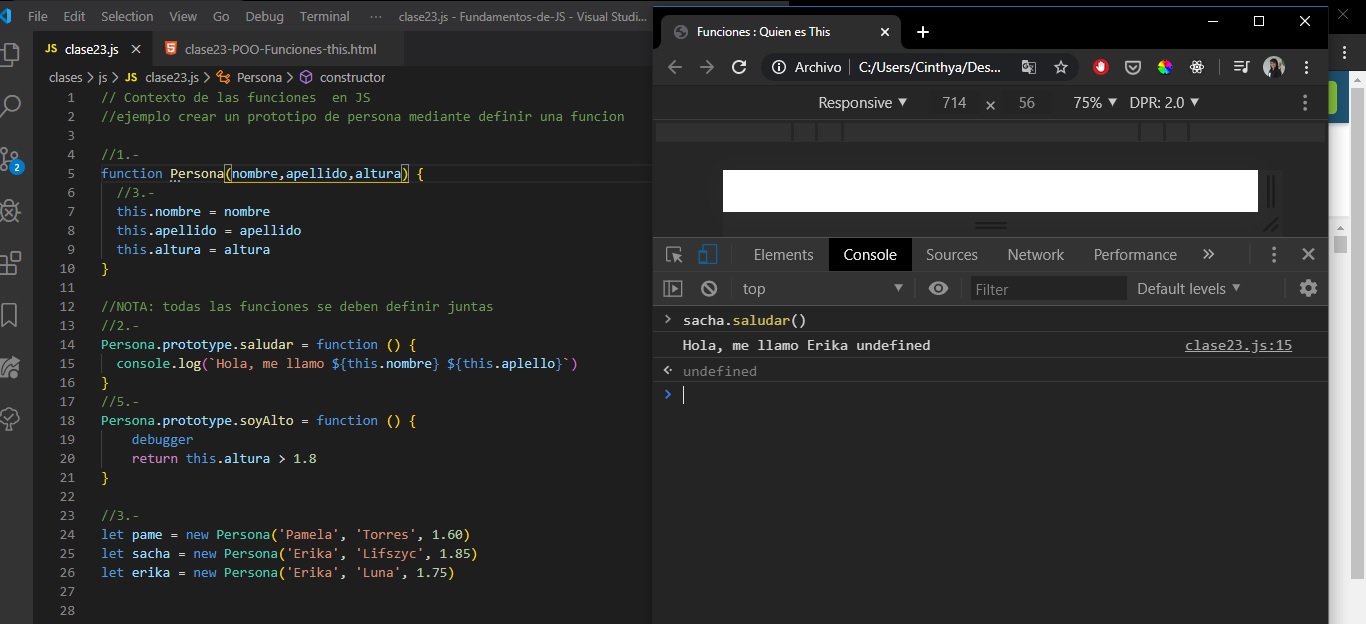 File Edit Selection View Go Debug Terminal ··· clase23.js - Fundamentos-de-JS - Visual Studi...
JS clase23.js × clase23-POO-Funciones-this.html
clases > js > JS clase23.js > Persona > constructor
1 // Contexto de las funciones  en JS
2 //ejemplo crear un prototipo de persona mediante definir una funcion
3
4 //1.-
5 function Persona(nombre,apellido,altura) {
6 //3.-
7 this.nombre = nombre
8 this.apellido = apellido
9 this.altura = altura
10 }
11
12 //NOTA: todas las funciones se deben definir juntas
13 //2.-
14 Persona.prototype.saludar = function () {
15 console.log(`Hola, me llamo ${this.nombre} ${this.aplello}`)
16 }
17 //5.-
18 Persona.prototype.soyAlto = function () {
19 debugger
20 return this.altura > 1.8
21 }
22
23 //3.-
24 let pame = new Persona('Pamela', 'Torres', 1.60)
25 let sacha = new Persona('Erika', 'Lifszyc', 1.85)
26 let erika = new Persona('Erika', 'Luna', 1.75)
27
28
2
Funciones : Quien es This × +
Archivo | C:/Users/Cinthya/Des...
Responsive ▼ 714 × 56 75% ▼ DPR: 2.0 ▼
Elements Console Sources Network Performance »
top ▼ Filter Default levels ▼
> sacha.saludar()
Hola, me llamo Erika undefined clase23.js:15
undefined
>